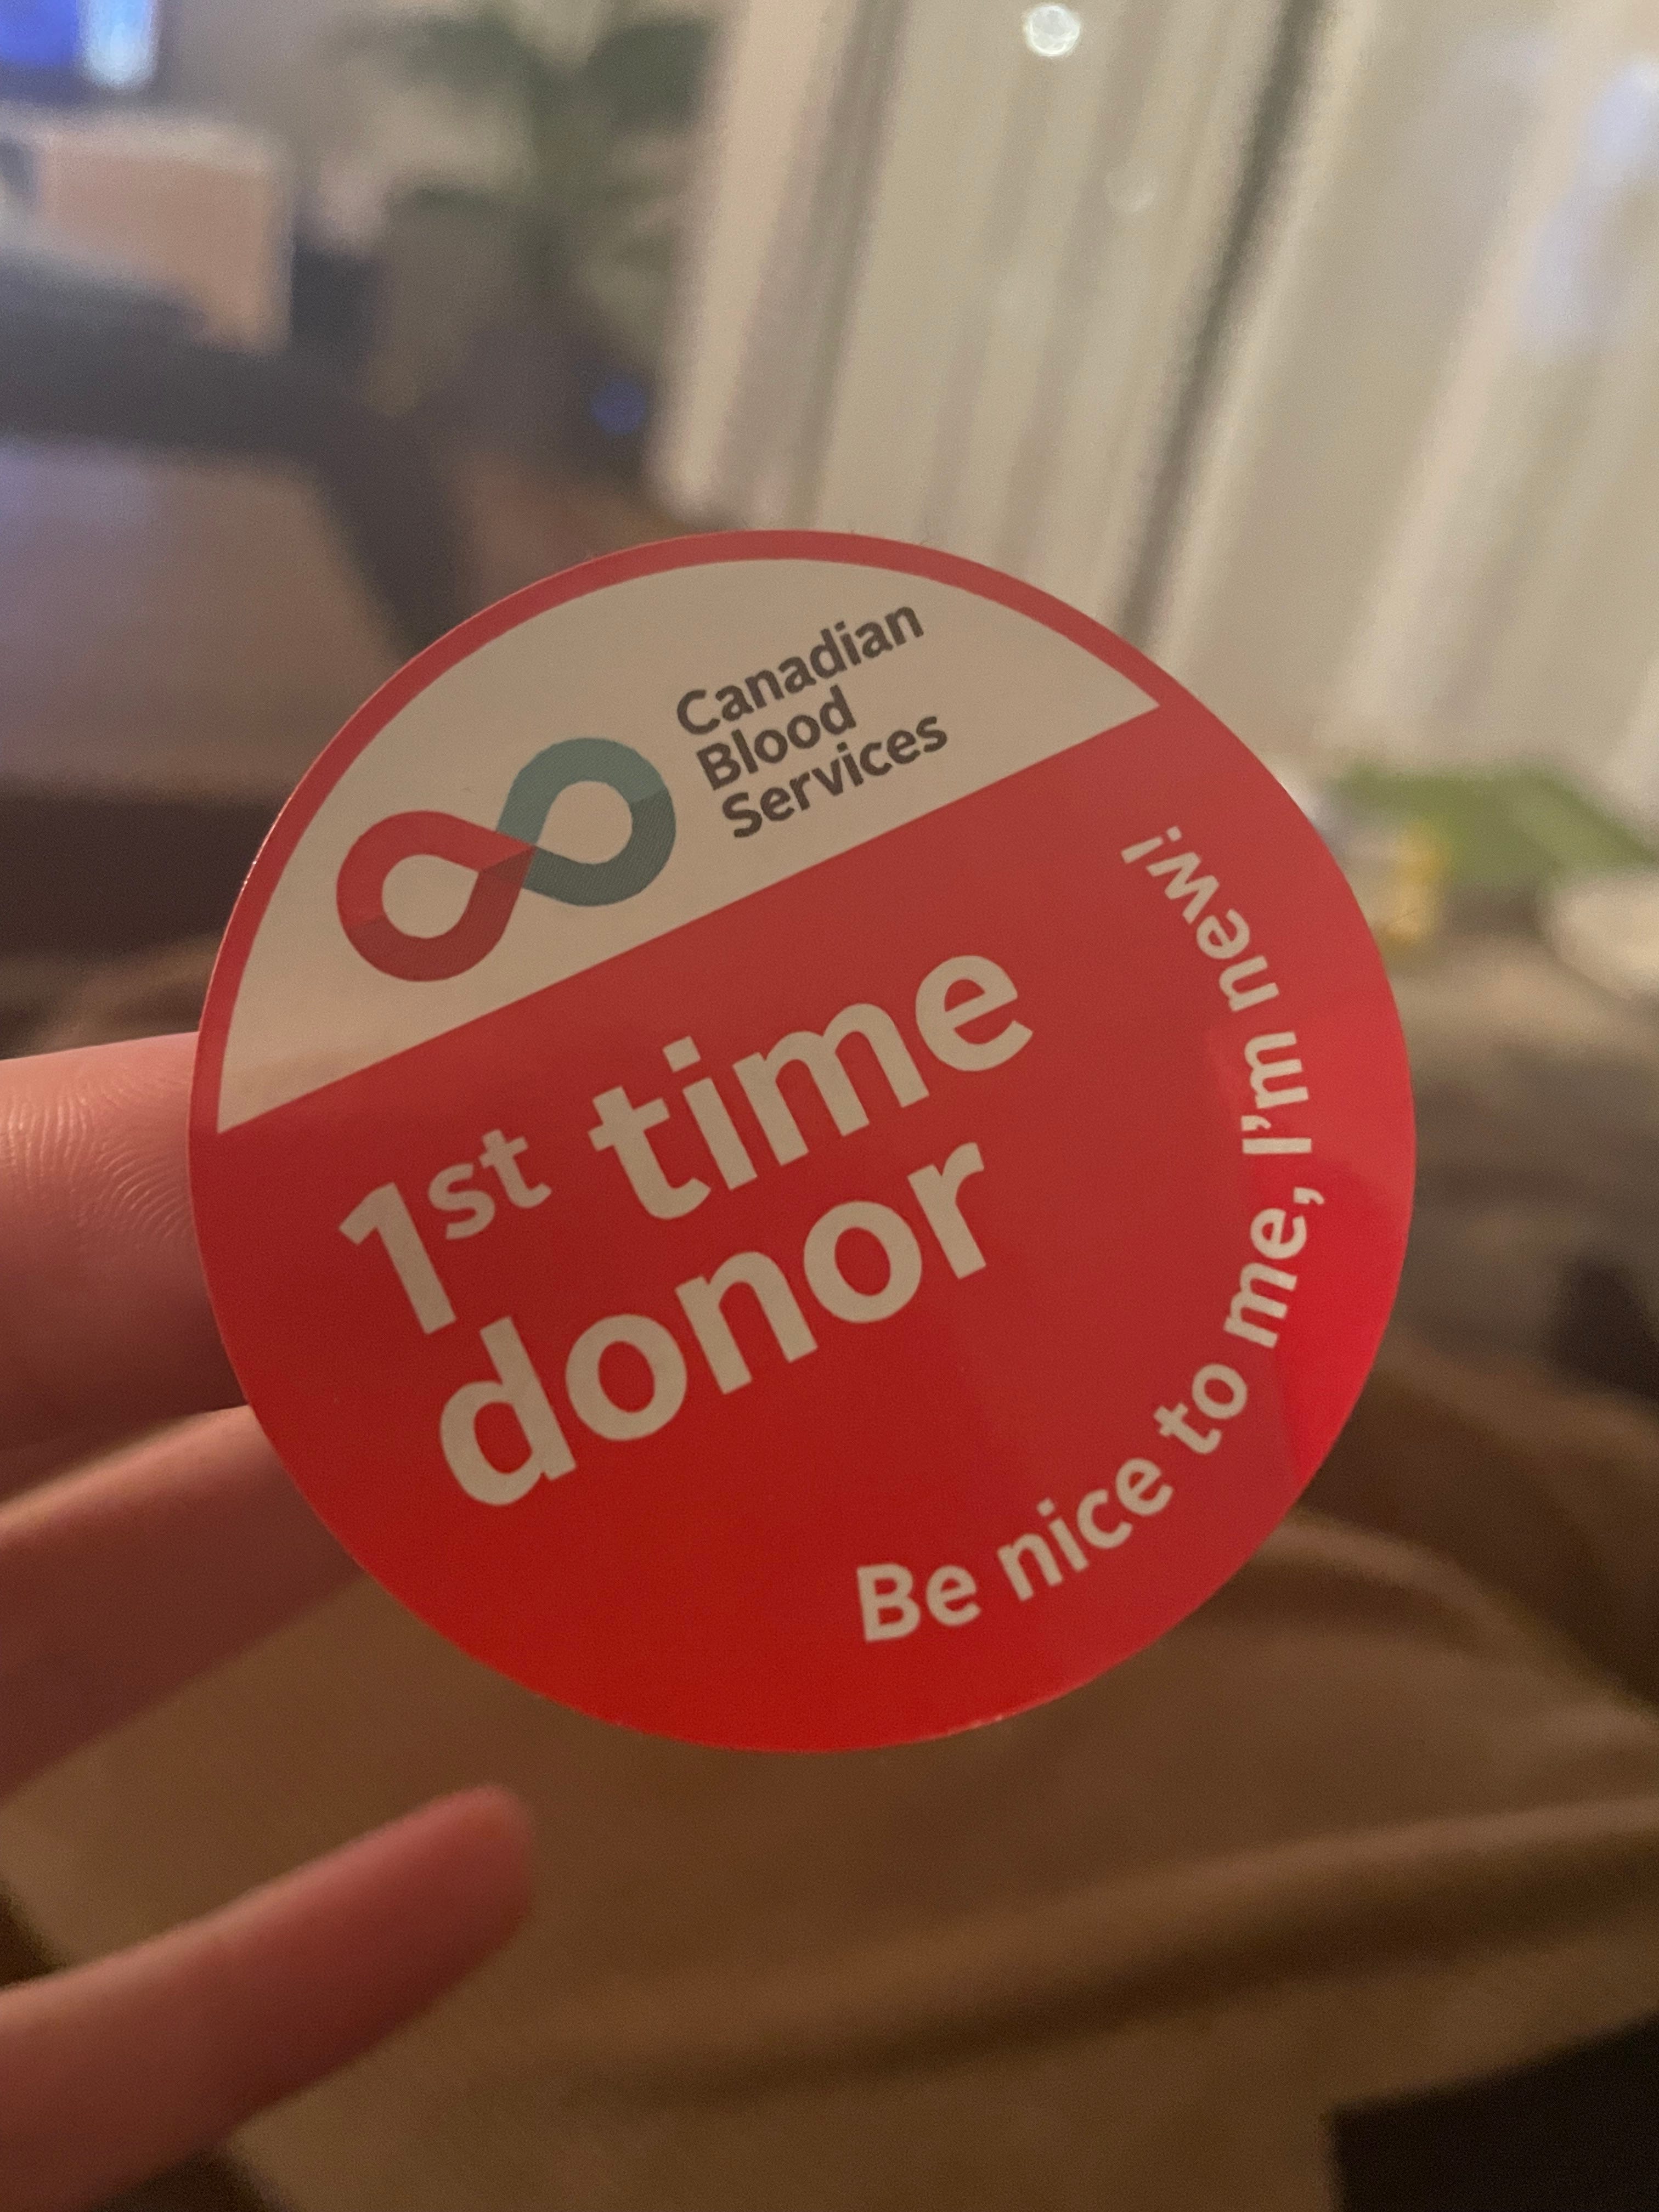 Canadian
Blood
Services
1st time
donor
Be nice to me, I'm new!